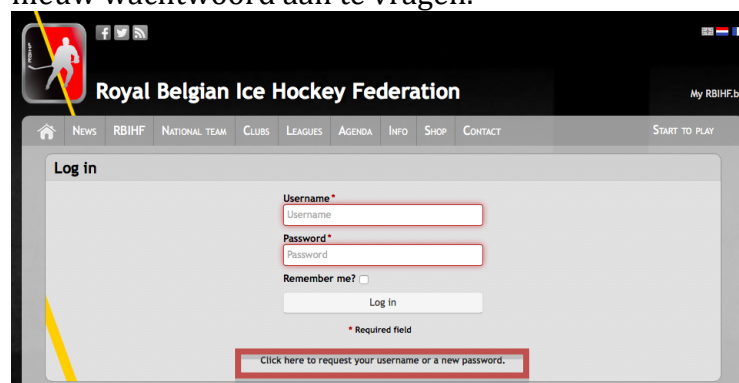 nieuw wachtwoord aan te vragen.
RBIHF
Royal Belgian Ice Hockey Federation
My RBIHF.b
News RBIHF National team Clubs Leagues Agenda Info Shop Contact Start to play
Log in
Username*
Username
Password*
Password
Remember me?
Log in
* Required field
Click here to request your username or a new password.